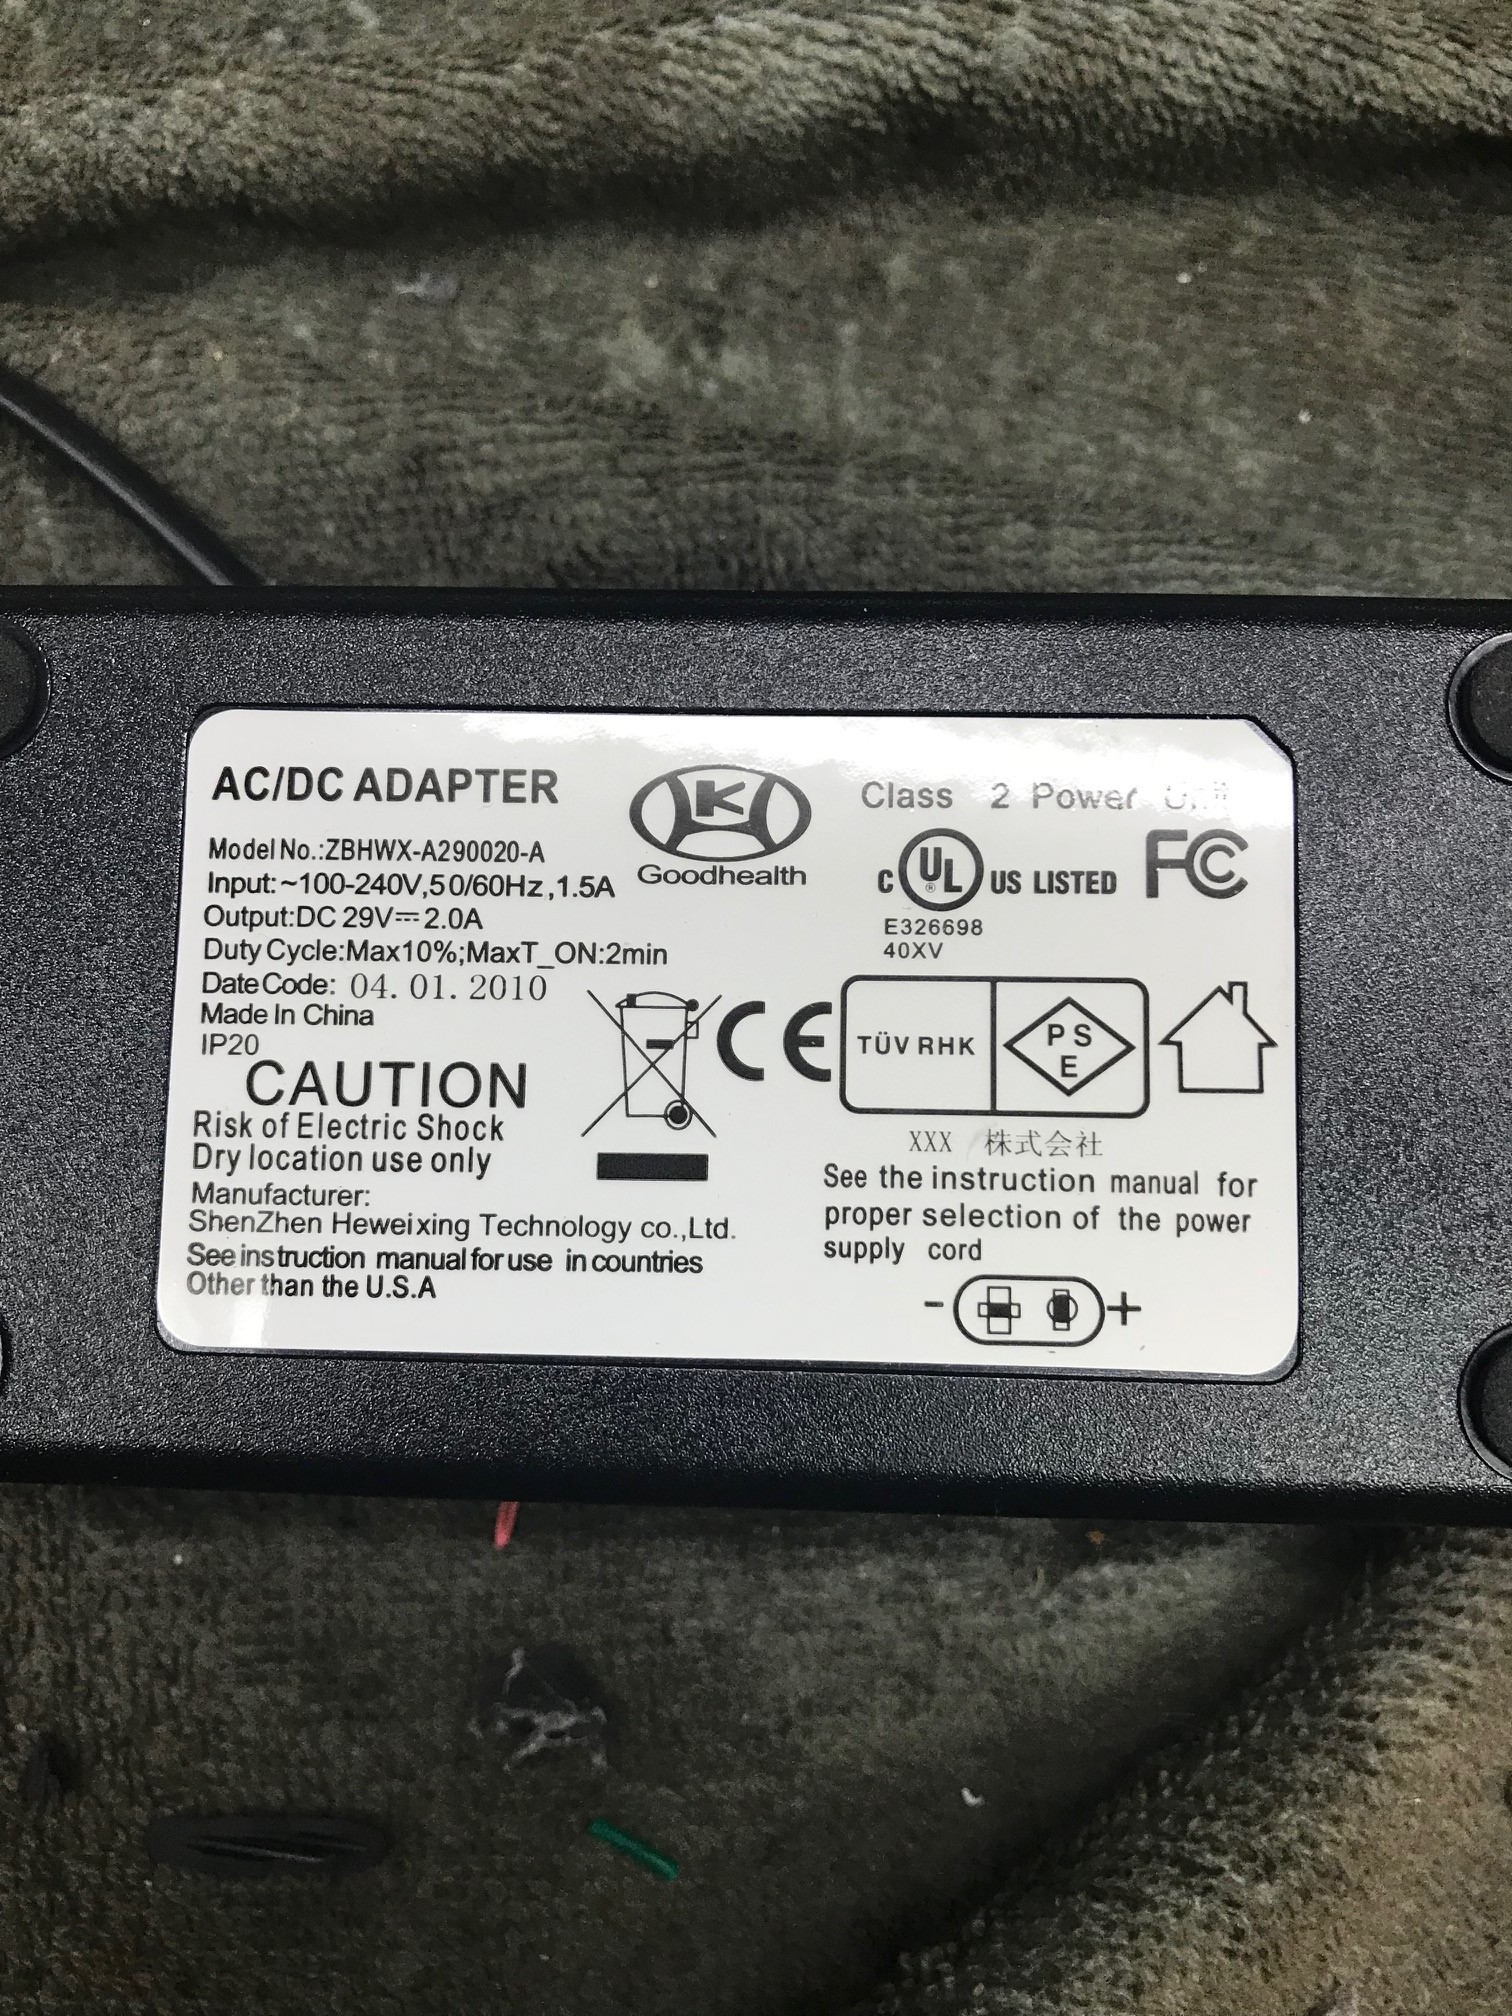 AC/DC ADAPTER
Model No.:ZBHWX-A290020-A
Input:~100-240V,50/60Hz,1.5A
Output:DC 29V⎓2.0A
Duty Cycle:Max10%;MaxT_ON:2min
Date Code: 04. 01. 2010
Made In China
IP20
CAUTION
Risk of Electric Shock
Dry location use only
Manufacturer:
ShenZhen Heweixing Technology co.,Ltd.
See instruction manual for use in countries
Other than the U.S.A
K
Goodhealth
Class 2 Power Unit
C UL ® US LISTED FC
E326698
40XV
CE
TÜV RHK
PS
E
XXX 株式会社
See the instruction manual for
proper selection of the power
supply cord
- +